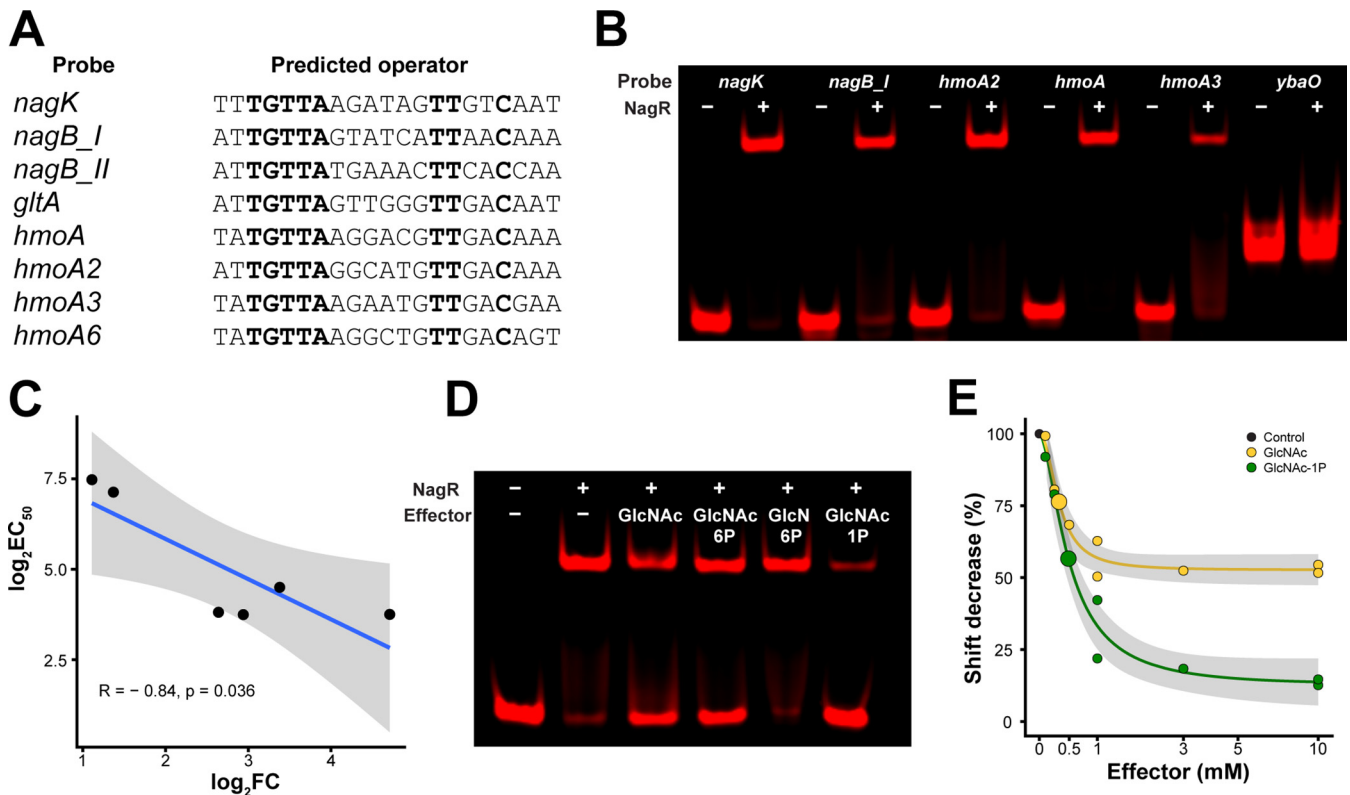 A
Probe Predicted operator
nagK TTTGTTAAGATAGTTGTCAAT
nagB_I ATTGTTAGTATCATTAACAAA
nagB_II ATTGTTATGAAACTTCACCAA
gltA ATTGTTAGTTGGGTTGACAAT
hmoA TATGTTAAGGACGTTGACAAA
hmoA2 ATTGTTAGGCATGTTGACAAA
hmoA3 TATGTTAAGAATGTTGACGAA
hmoA6 TATGTTAAGGCTGTTGACAGT
B
Probe nagK nagB_I hmoA2 hmoA hmoA3 ybaO
NagR − + − + − + − + − + − +
C
log2EC50
7.5
5.0
2.5
R = − 0.84, p = 0.036
1 2 3 4
log2FC
D
NagR − + + + + +
Effector − − GlcNAc GlcNAc 6P GlcN 6P GlcNAc 1P
E
Shift decrease (%)
100
75
50
25
0
Control
GlcNAc
GlcNAc-1P
0 0.5 1 3 5 10
Effector (mM)